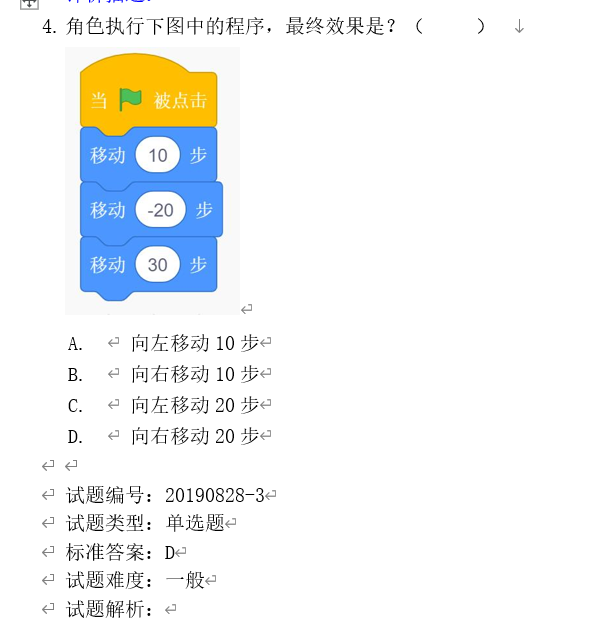 4. 角色执行下图中的程序，最终效果是？（　　）↓
当 被点击
移动 10 步
移动 -20 步
移动 30 步
A. 向左移动 10 步
B. 向右移动 10 步
C. 向左移动 20 步
D. 向右移动 20 步
试题编号：20190828-3
试题类型：单选题
标准答案：D
试题难度：一般
试题解析：